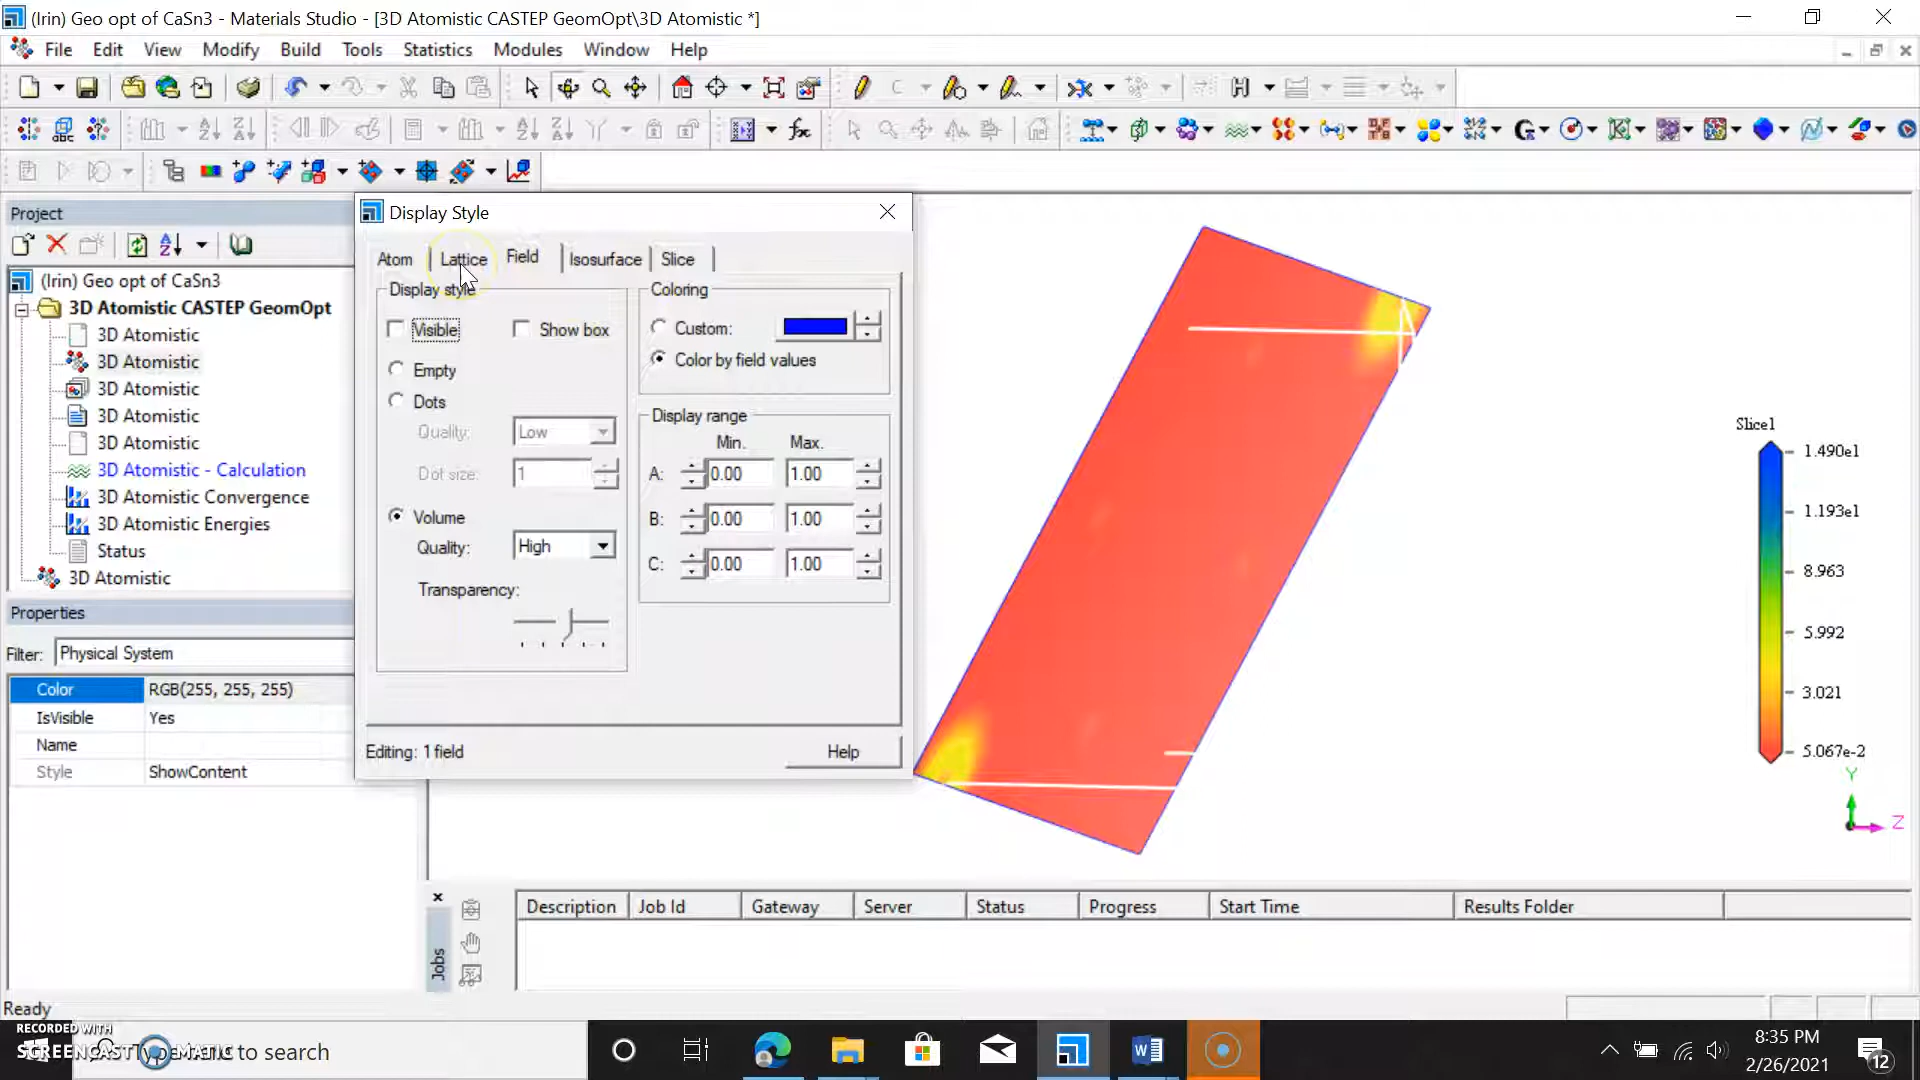 (Irin) Geo opt of CaSn3 - Materials Studio - [3D Atomistic CASTEP GeomOpt\3D Atomistic *]
File Edit View Modify Build Tools Statistics Modules Window Help
Project
(Irin) Geo opt of CaSn3
3D Atomistic CASTEP GeomOpt
3D Atomistic
3D Atomistic
3D Atomistic
3D Atomistic
3D Atomistic
3D Atomistic - Calculation
3D Atomistic Convergence
3D Atomistic Energies
Status
3D Atomistic
Properties
Filter: Physical System
Color RGB(255, 255, 255)
IsVisible Yes
Name
Style ShowContent
Display Style
Atom Lattice Field Isosurface Slice
Display style
Visible Show box
Empty
Dots
Quality: Low
Dot size: 1
Volume
Quality: High
Transparency:
Coloring
Custom:
Color by field values
Display range
Min. Max.
A: 0.00 1.00
B: 0.00 1.00
C: 0.00 1.00
Editing: 1 field
Help
Slice1
1.490e1
1.193e1
8.963
5.992
3.021
5.067e-2
Y
Z
Jobs
Description Job Id Gateway Server Status Progress Start Time Results Folder
Ready
RECORDED WITH
SCREENCAST MATIC
Type here to search
8:35 PM
2/26/2021
12